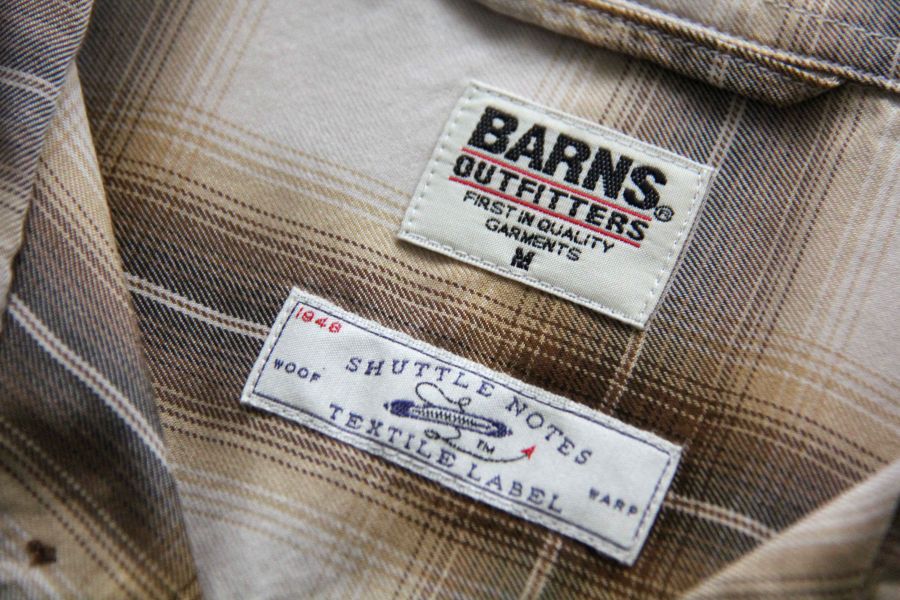 BARNS
OUTFITTERS®
FIRST IN QUALITY
GARMENTS
M
1948
WOOF
SHUTTLE NOTES
TM
TEXTILE LABEL
WARP